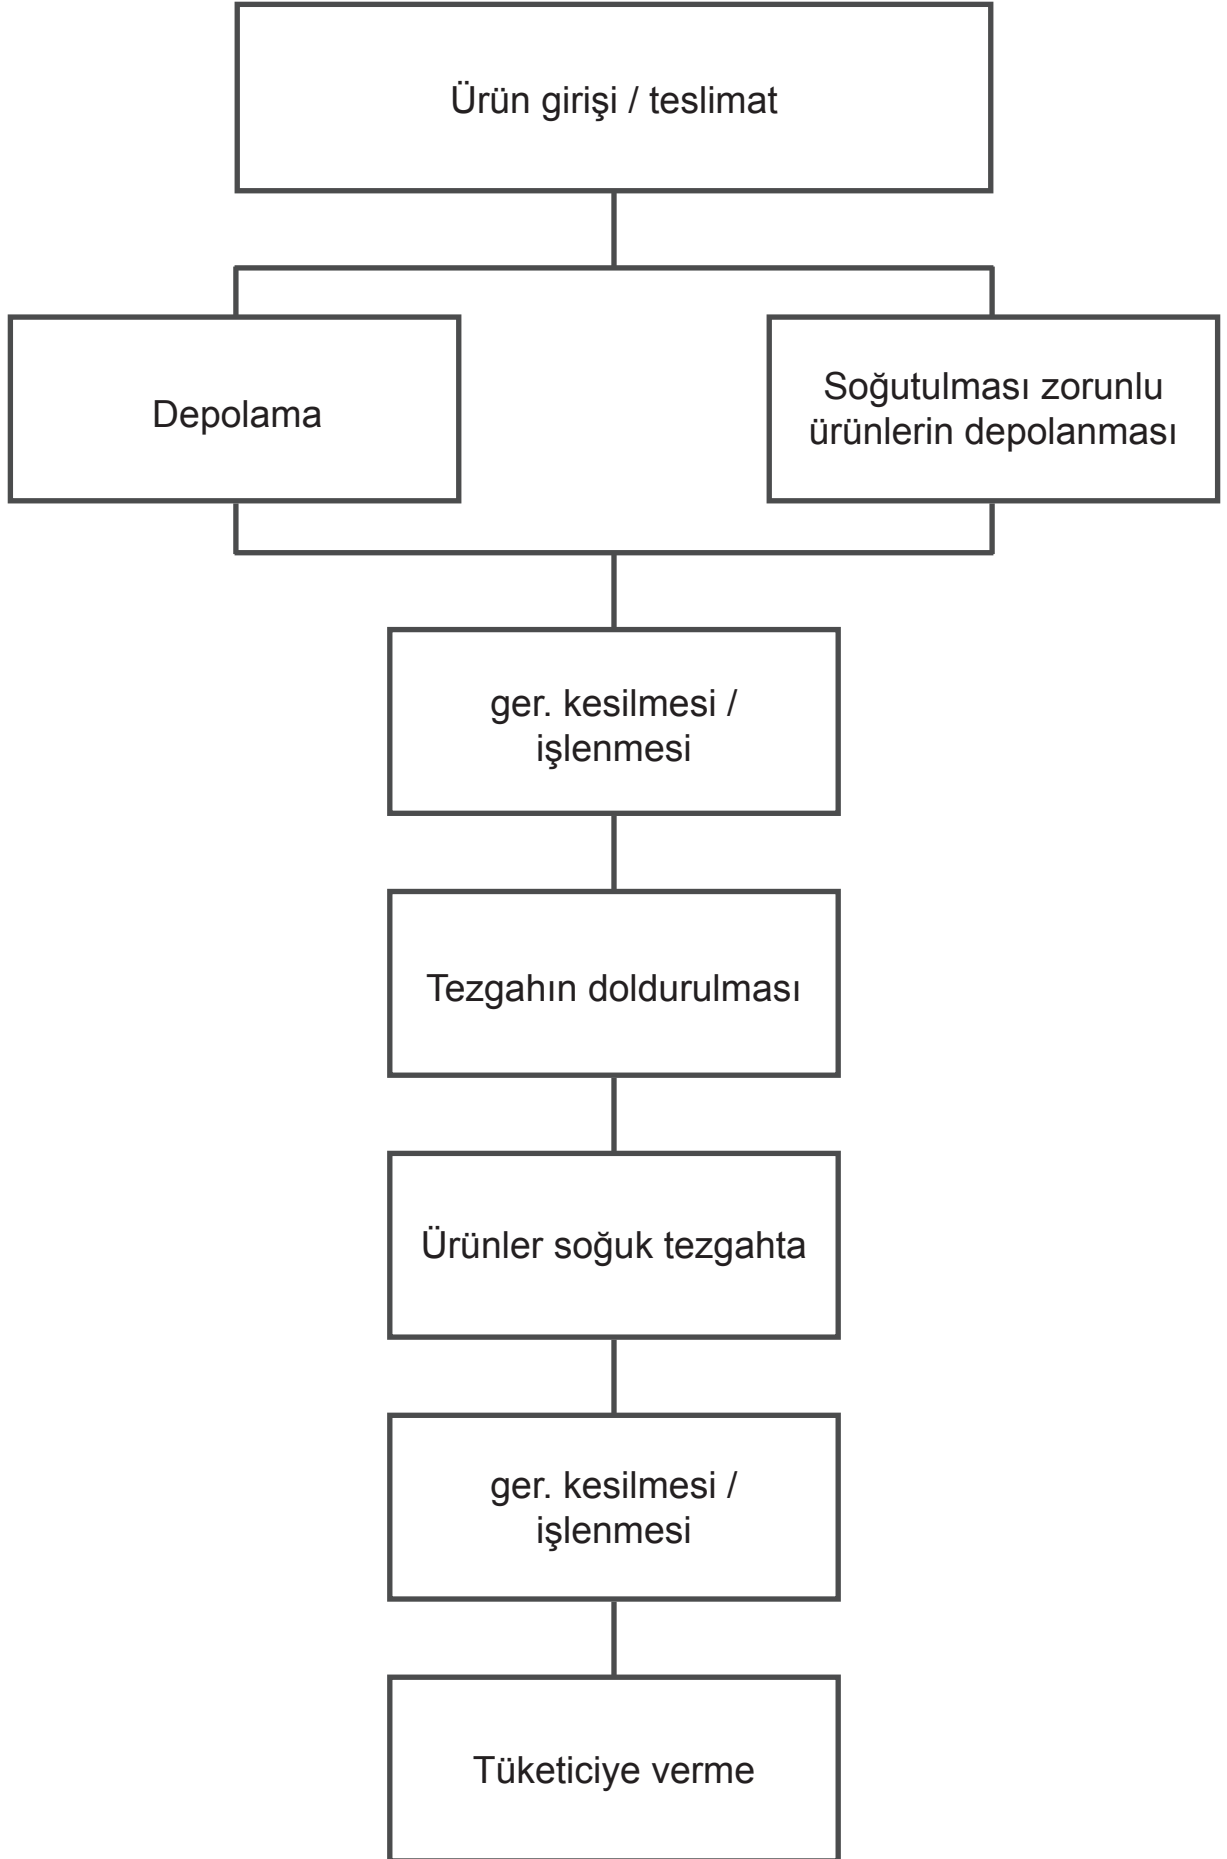 Ürün girişi / teslimat
Depolama
Soğutulması zorunlu
ürünlerin depolanması
ger. kesilmesi /
işlenmesi
Tezgahın doldurulması
Ürünler soğuk tezgahta
ger. kesilmesi /
işlenmesi
Tüketiciye verme